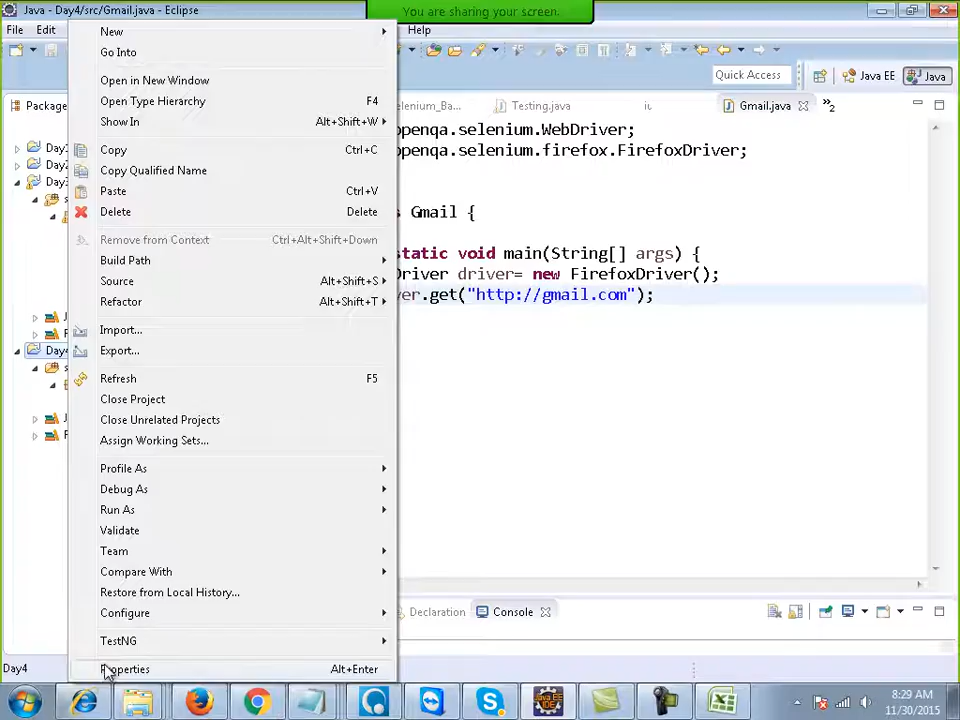 Java - Day4/src/Gmail.java - Eclipse
You are sharing your screen.
File Edit Help
Quick Access Java EE Java
Package
Testing.java Gmail.java 2
openqa.selenium.WebDriver;
openqa.selenium.firefox.FirefoxDriver;
Gmail {
static void main(String[] args) {
Driver driver= new FirefoxDriver();
ver.get("http://gmail.com");
Day4
New
Go Into
Open in New Window
Open Type Hierarchy F4
Show In Alt+Shift+W
Copy Ctrl+C
Copy Qualified Name
Paste Ctrl+V
Delete Delete
Remove from Context Ctrl+Alt+Shift+Down
Build Path
Source Alt+Shift+S
Refactor Alt+Shift+T
Import...
Export...
Refresh F5
Close Project
Close Unrelated Projects
Assign Working Sets...
Profile As
Debug As
Run As
Validate
Team
Compare With
Restore from Local History...
Configure
TestNG
Properties Alt+Enter
Declaration Console
Day4
8:29 AM
11/30/2015